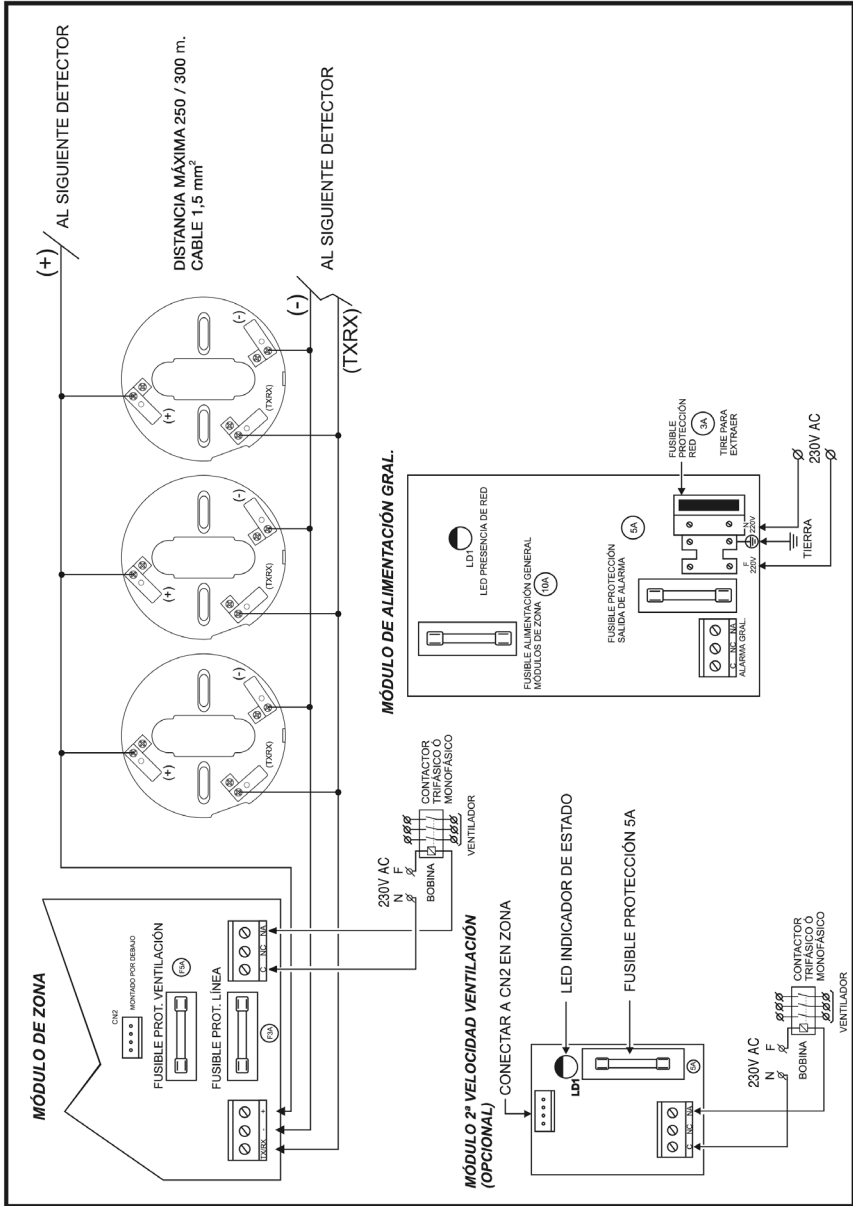 MÓDULO DE ZONA
CN2
MONTADO POR DEBAJO
FUSIBLE PROT. VENTILACIÓN
F5A
FUSIBLE PROT. LÍNEA
F3A
TX/RX - +
C NC NA
(+)
AL SIGUIENTE DETECTOR
DISTANCIA MÁXIMA 250 / 300 m.
CABLE 1,5 mm²
(-)
(TXRX)
AL SIGUIENTE DETECTOR
(+)
(-)
(TXRX)
(+)
(-)
(TXRX)
(+)
(-)
(TXRX)
230V AC
N F
BOBINA
CONTACTOR
TRIFÁSICO Ó
MONOFÁSICO
VENTILADOR
MÓDULO 2ª VELOCIDAD VENTILACIÓN
(OPCIONAL)
CONECTAR A CN2 EN ZONA
LED INDICADOR DE ESTADO
LD1
FUSIBLE PROTECCIÓN 5A
5A
C NC NA
230V AC
N F
BOBINA
CONTACTOR
TRIFÁSICO Ó
MONOFÁSICO
VENTILADOR
MÓDULO DE ALIMENTACIÓN GRAL.
LD1
LED PRESENCIA DE RED
FUSIBLE ALIMENTACIÓN GENERAL
MÓDULOS DE ZONA
10A
FUSIBLE PROTECCIÓN
SALIDA DE ALARMA
5A
C NC NA
ALARMA GRAL.
F
220V
N
220V
FUSIBLE
PROTECCIÓN
RED
3A
TIRE PARA
EXTRAER
TIERRA
230V AC